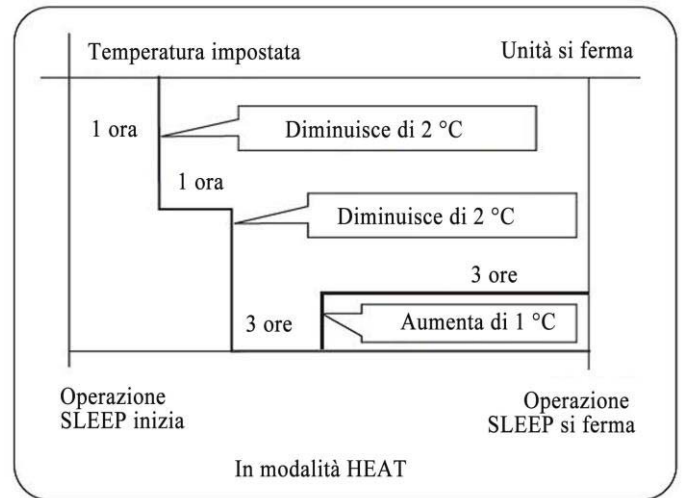 Temperatura impostata
Unità si ferma
1 ora
Diminuisce di 2 °C
1 ora
Diminuisce di 2 °C
3 ore
3 ore
Aumenta di 1 °C
Operazione
SLEEP inizia
Operazione
SLEEP si ferma
In modalità HEAT